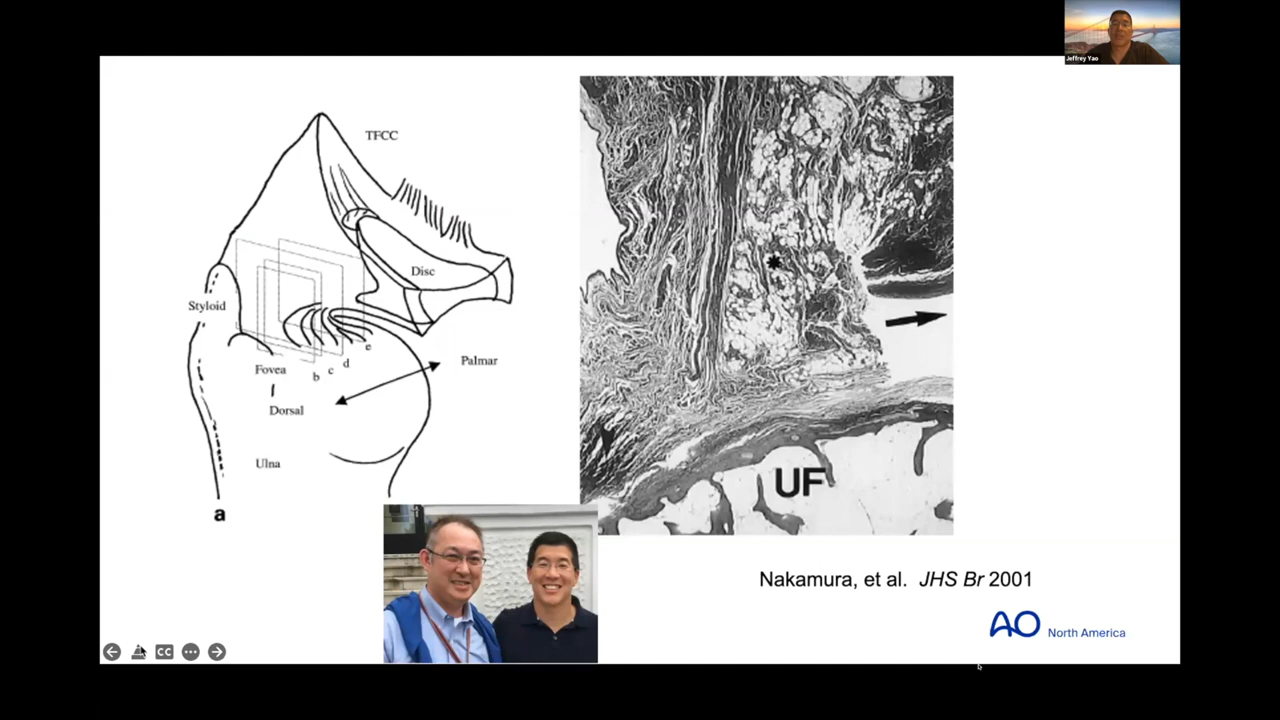 Jeffrey Yao
TFCC
Disc
Styloid
e
Palmar
Fovea
d
c
b
Dorsal
Ulna
a
UF
Nakamura, et al. JHS Br 2001
AO North America
CC